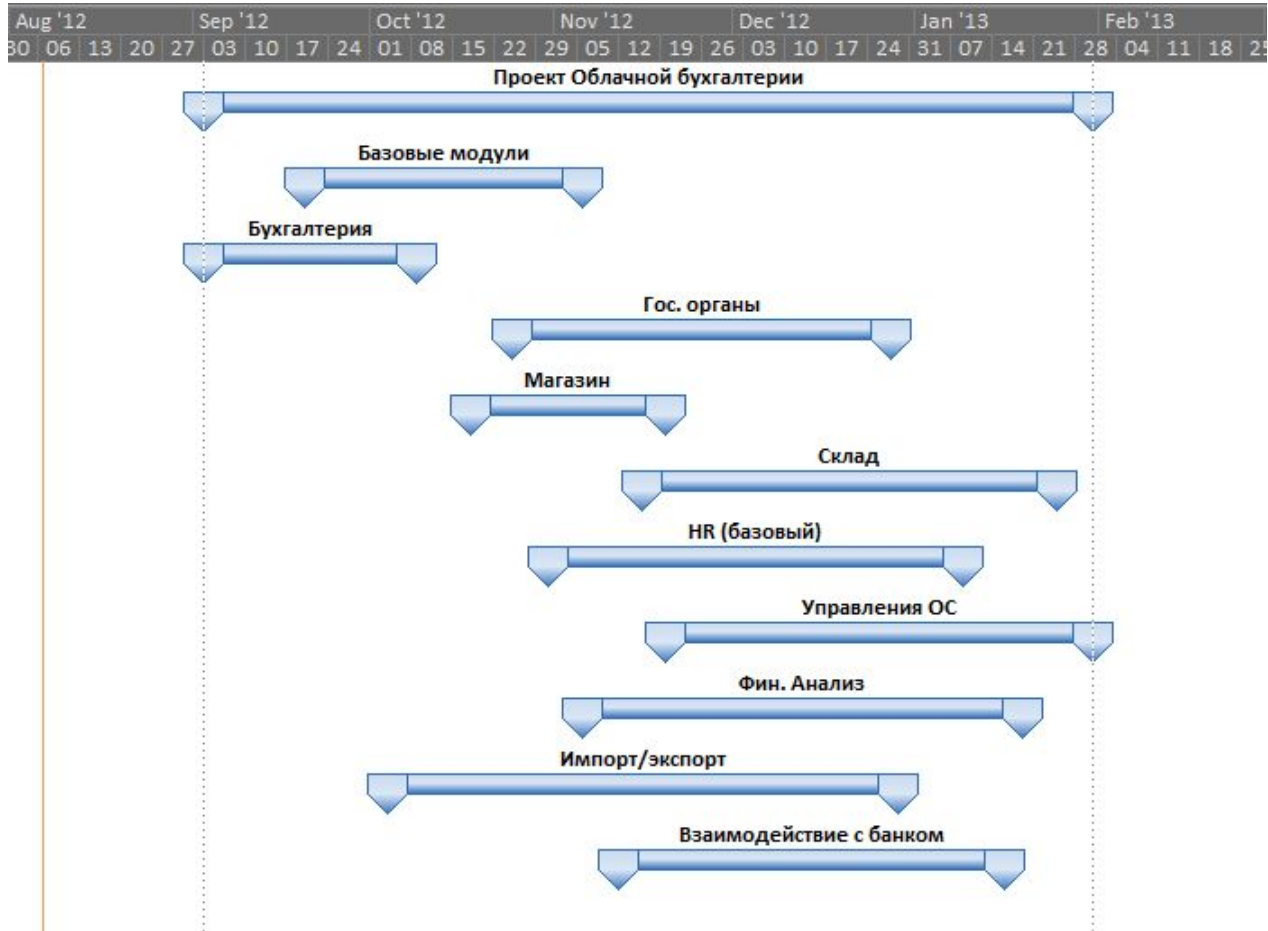 Aug '12 Sep '12 Oct '12 Nov '12 Dec '12 Jan '13 Feb '13
30 06 13 20 27 03 10 17 24 01 08 15 22 29 05 12 19 26 03 10 17 24 31 07 14 21 28 04 11 18 25
Проект Облачной бухгалтерии
Базовые модули
Бухгалтерия
Гос. органы
Магазин
Склад
HR (базовый)
Управления ОС
Фин. Анализ
Импорт/экспорт
Взаимодействие с банком